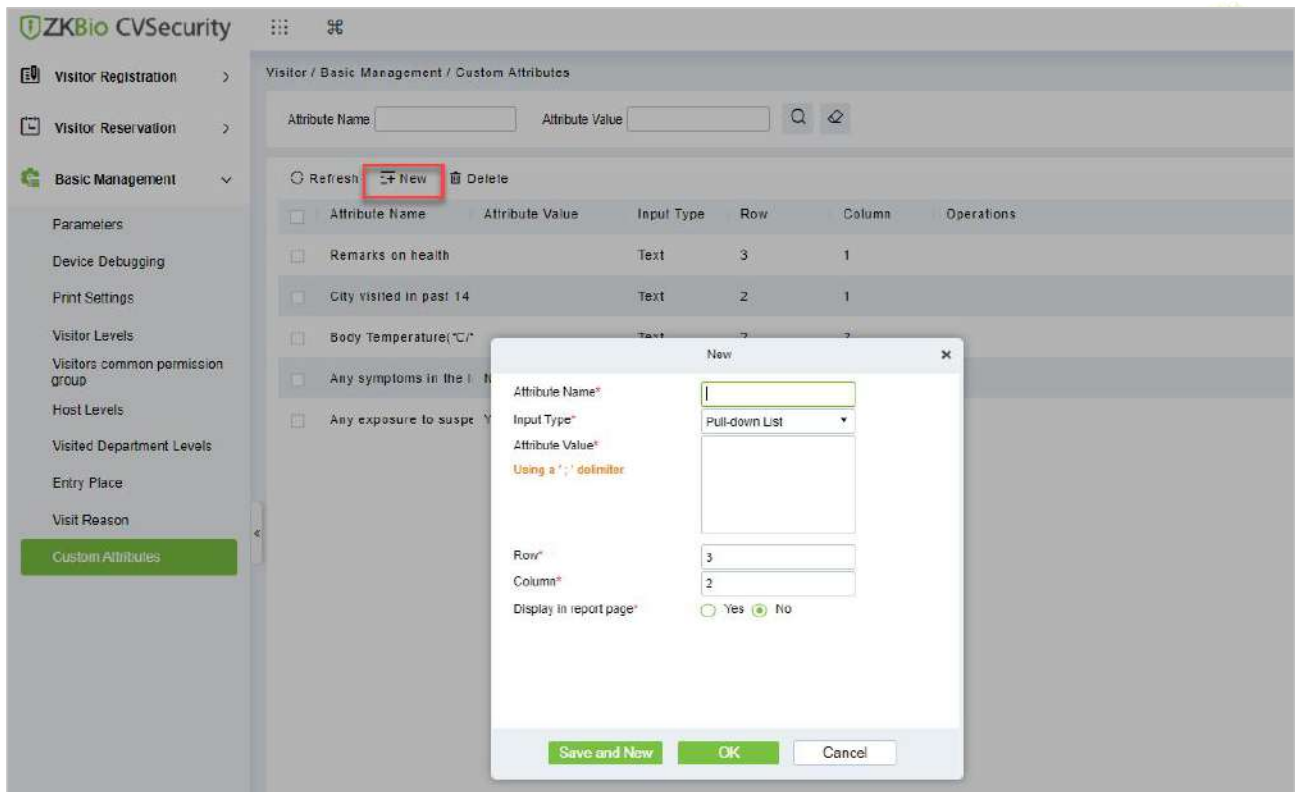 ZKBio CVSecurity
Visitor Registration
Visitor Reservation
Basic Management
Parameters
Device Debugging
Print Settings
Visitor Levels
Visitors common permission
group
Host Levels
Visited Department Levels
Entry Place
Visit Reason
Custom Attributes
Visitor / Basic Management / Custom Attributes
Attribute Name Attribute Value
Refresh New Delete
Attribute Name Attribute Value Input Type Row Column Operations
Remarks on health Text 3 1
City visited in past 14 Text 2 1
Body Temperature(°C/° Text 2 2
Any symptoms in the
Any exposure to suspe
New
Attribute Name*
Input Type* Pull-down List
Attribute Value*
Using a ';' delimiter
Row* 3
Column* 2
Display in report page* Yes No
Save and New OK Cancel